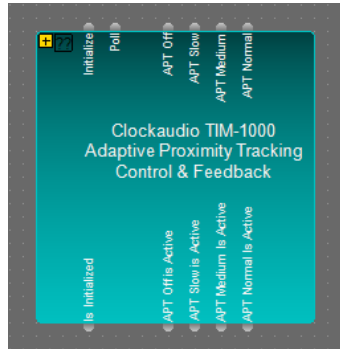 + ??
Initialize
Poll
APT Off
APT Slow
APT Medium
APT Normal
Clockaudio TIM-1000
Adaptive Proximity Tracking
Control & Feedback
Is Initialized
APT Off is Active
APT Slow is Active
APT Medium Is Active
APT Normal Is Active